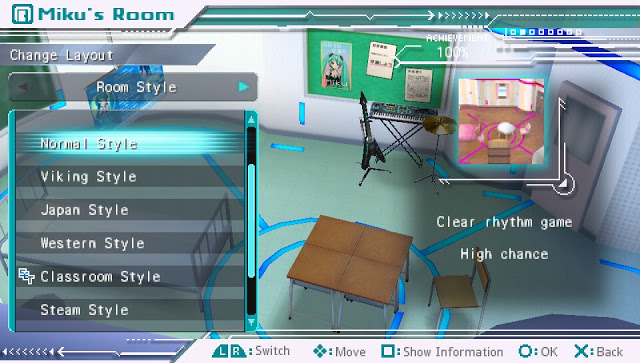 Miku's Room
Change Layout
ACHIEVEMENT
100%
Room Style
Normal Style
Viking Style
Japan Style
Western Style
Classroom Style
Steam Style
Clear rhythm game
High chance
L R : Switch
: Move
: Show Information
: OK
: Back